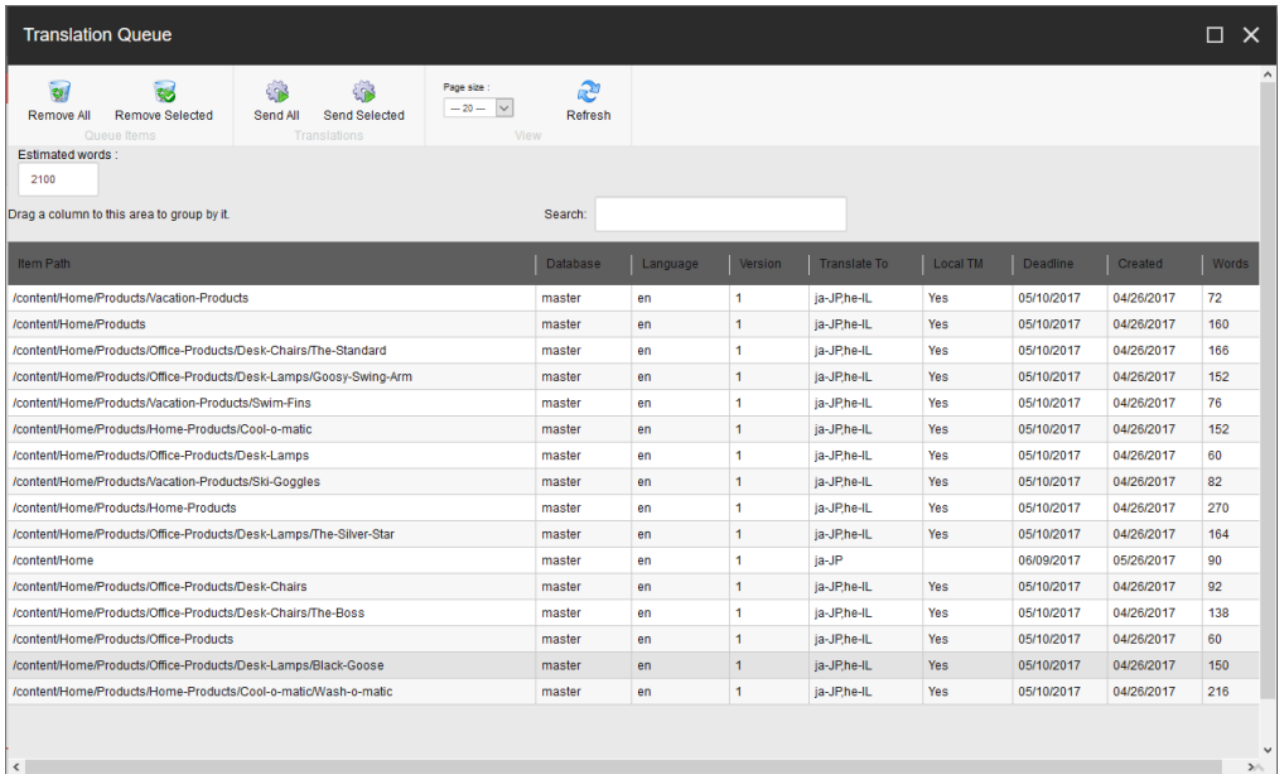 Translation Queue
Page size :
--- 20 ---
Remove All Remove Selected Send All Send Selected Refresh
Queue Items Translations View
Estimated words :
2100
Drag a column to this area to group by it. Search:
Item Path Database Language Version Translate To Local TM Deadline Created Words
/content/Home/Products/Vacation-Products master en 1 ja-JP,he-IL Yes 05/10/2017 04/26/2017 72
/content/Home/Products master en 1 ja-JP,he-IL Yes 05/10/2017 04/26/2017 160
/content/Home/Products/Office-Products/Desk-Chairs/The-Standard master en 1 ja-JP,he-IL Yes 05/10/2017 04/26/2017 166
/content/Home/Products/Office-Products/Desk-Lamps/Goosy-Swing-Arm master en 1 ja-JP,he-IL Yes 05/10/2017 04/26/2017 152
/content/Home/Products/Vacation-Products/Swim-Fins master en 1 ja-JP,he-IL Yes 05/10/2017 04/26/2017 76
/content/Home/Products/Home-Products/Cool-o-matic master en 1 ja-JP,he-IL Yes 05/10/2017 04/26/2017 152
/content/Home/Products/Office-Products/Desk-Lamps master en 1 ja-JP,he-IL Yes 05/10/2017 04/26/2017 60
/content/Home/Products/Vacation-Products/Ski-Goggles master en 1 ja-JP,he-IL Yes 05/10/2017 04/26/2017 82
/content/Home/Products/Home-Products master en 1 ja-JP,he-IL Yes 05/10/2017 04/26/2017 270
/content/Home/Products/Office-Products/Desk-Lamps/The-Silver-Star master en 1 ja-JP,he-IL Yes 05/10/2017 04/26/2017 164
/content/Home master en 1 ja-JP 06/09/2017 05/26/2017 90
/content/Home/Products/Office-Products/Desk-Chairs master en 1 ja-JP,he-IL Yes 05/10/2017 04/26/2017 92
/content/Home/Products/Office-Products/Desk-Chairs/The-Boss master en 1 ja-JP,he-IL Yes 05/10/2017 04/26/2017 138
/content/Home/Products/Office-Products master en 1 ja-JP,he-IL Yes 05/10/2017 04/26/2017 60
/content/Home/Products/Office-Products/Desk-Lamps/Black-Goose master en 1 ja-JP,he-IL Yes 05/10/2017 04/26/2017 150
/content/Home/Products/Home-Products/Cool-o-matic/Wash-o-matic master en 1 ja-JP,he-IL Yes 05/10/2017 04/26/2017 216